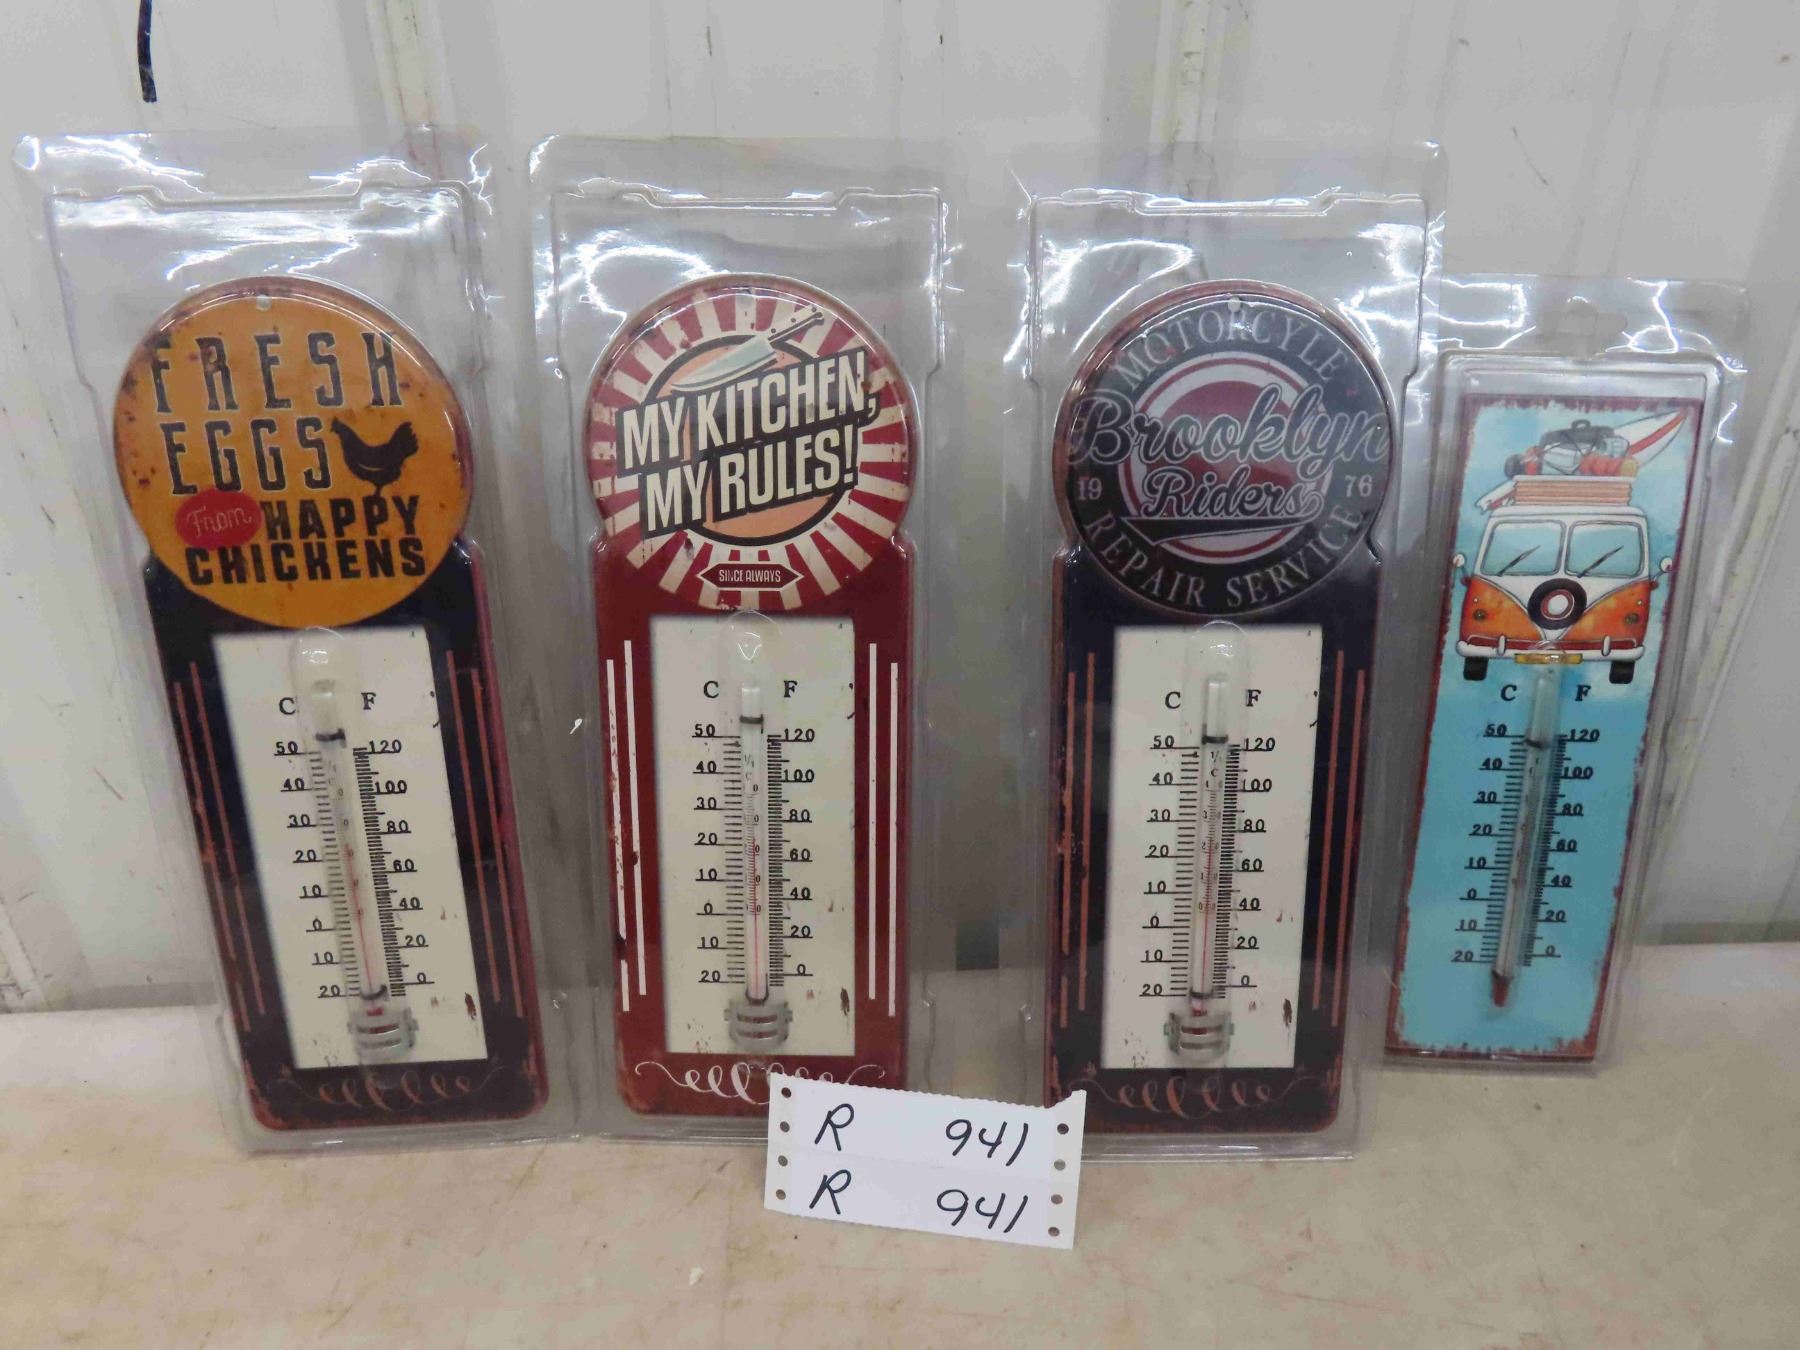 FRESH
EGGS
From HAPPY
CHICKENS
C F
50 120
40 100
30 80
20 60
10 40
0 20
10 0
20
MY KITCHEN,
MY RULES!
SINCE ALWAYS
C F
50 120
40 100
30 80
20 60
10 40
0 20
10 0
20
MOTORCYLE
Brooklyn
Riders
19 76
REPAIR SERVICE
C F
50 120
40 100
30 80
20 60
10 40
0 20
10 0
20
C F
50 120
40 100
30 80
20 60
10 40
0 20
10 0
20
R 941
R 941